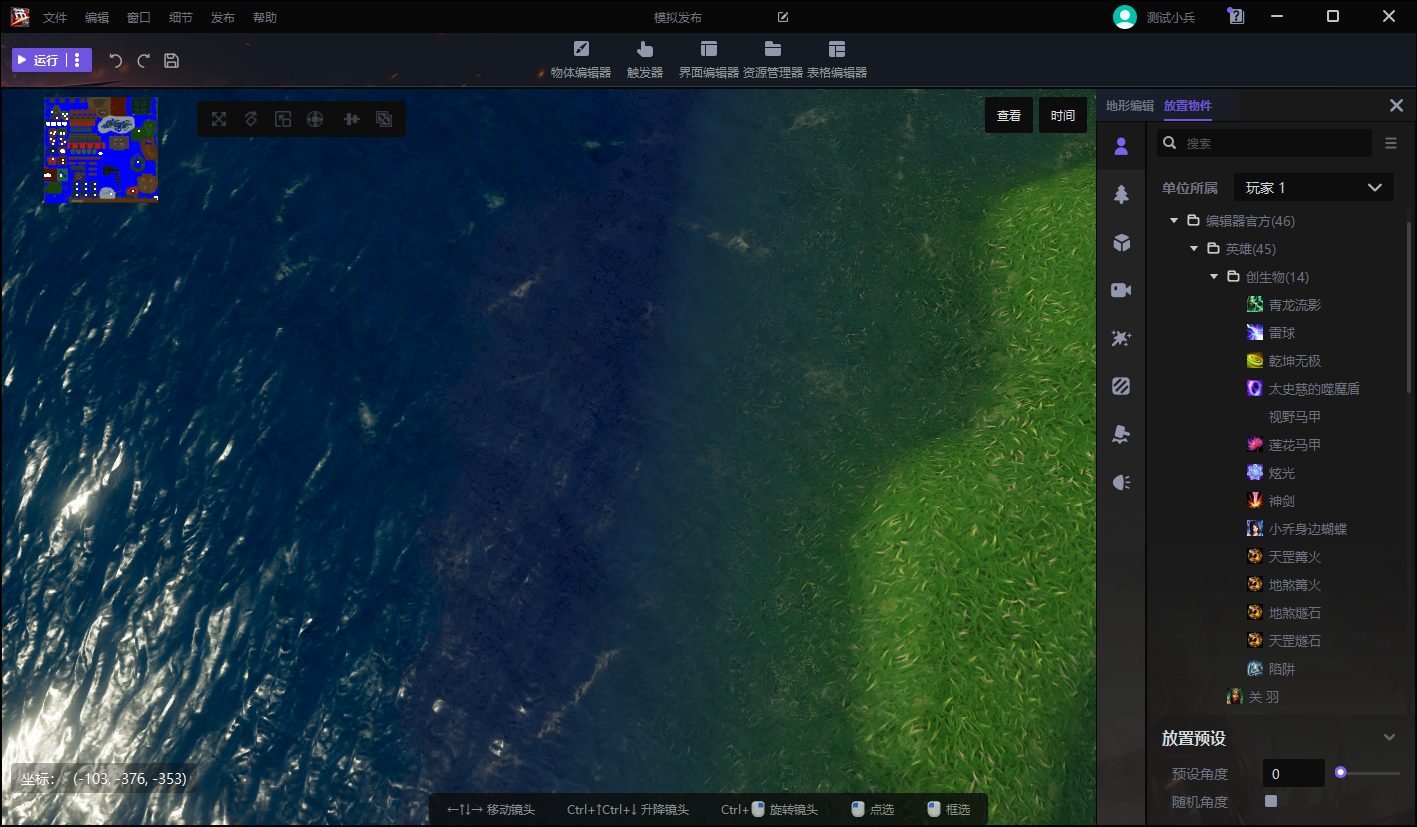 文件 编辑 窗口 细节 发布 帮助 模拟发布 测试小兵
运行
物体编辑器 触发器 界面编辑器 资源管理器 表格编辑器
查看 时间
地形编辑 放置物件
搜索
单位所属 玩家 1
编辑器官方(46)
英雄(45)
创生物(14)
青龙流影
雷球
乾坤无极
太史慈的噬魔盾
视野马甲
莲花马甲
炫光
神剑
小乔身边蝴蝶
天罡篝火
地煞篝火
地煞燧石
天罡燧石
陷阱
关 羽
放置预设
预设角度 0
随机角度
坐标： (-103, -376, -353)
←↑↓→ 移动镜头 Ctrl+↑Ctrl+↓ 升降镜头 Ctrl+ 旋转镜头 点选 框选